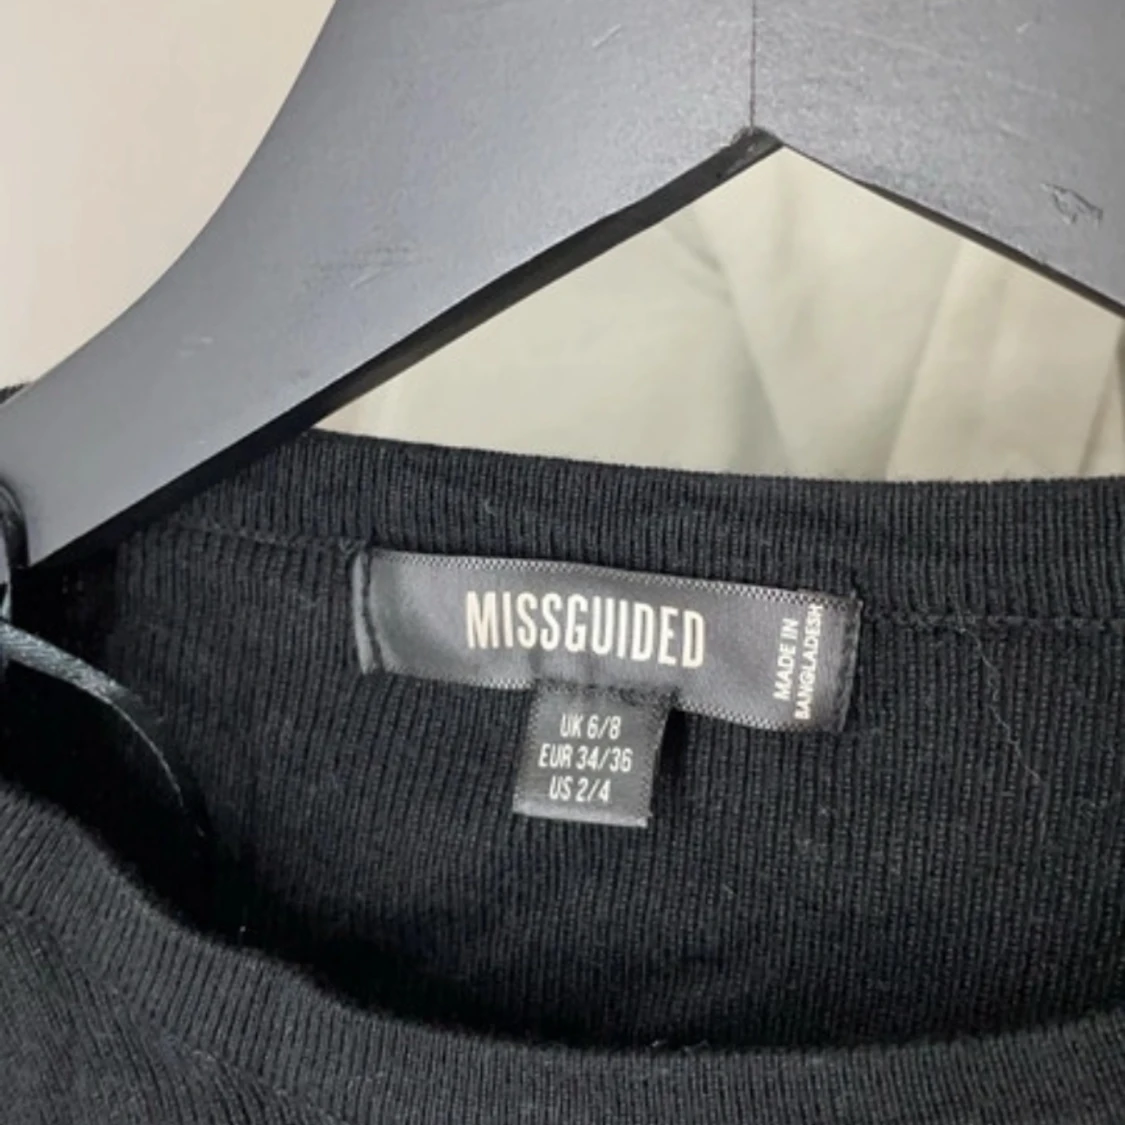 MISSGUIDED
MADE IN
BANGLADESH
UK 6/8
EUR 34/36
US 2/4